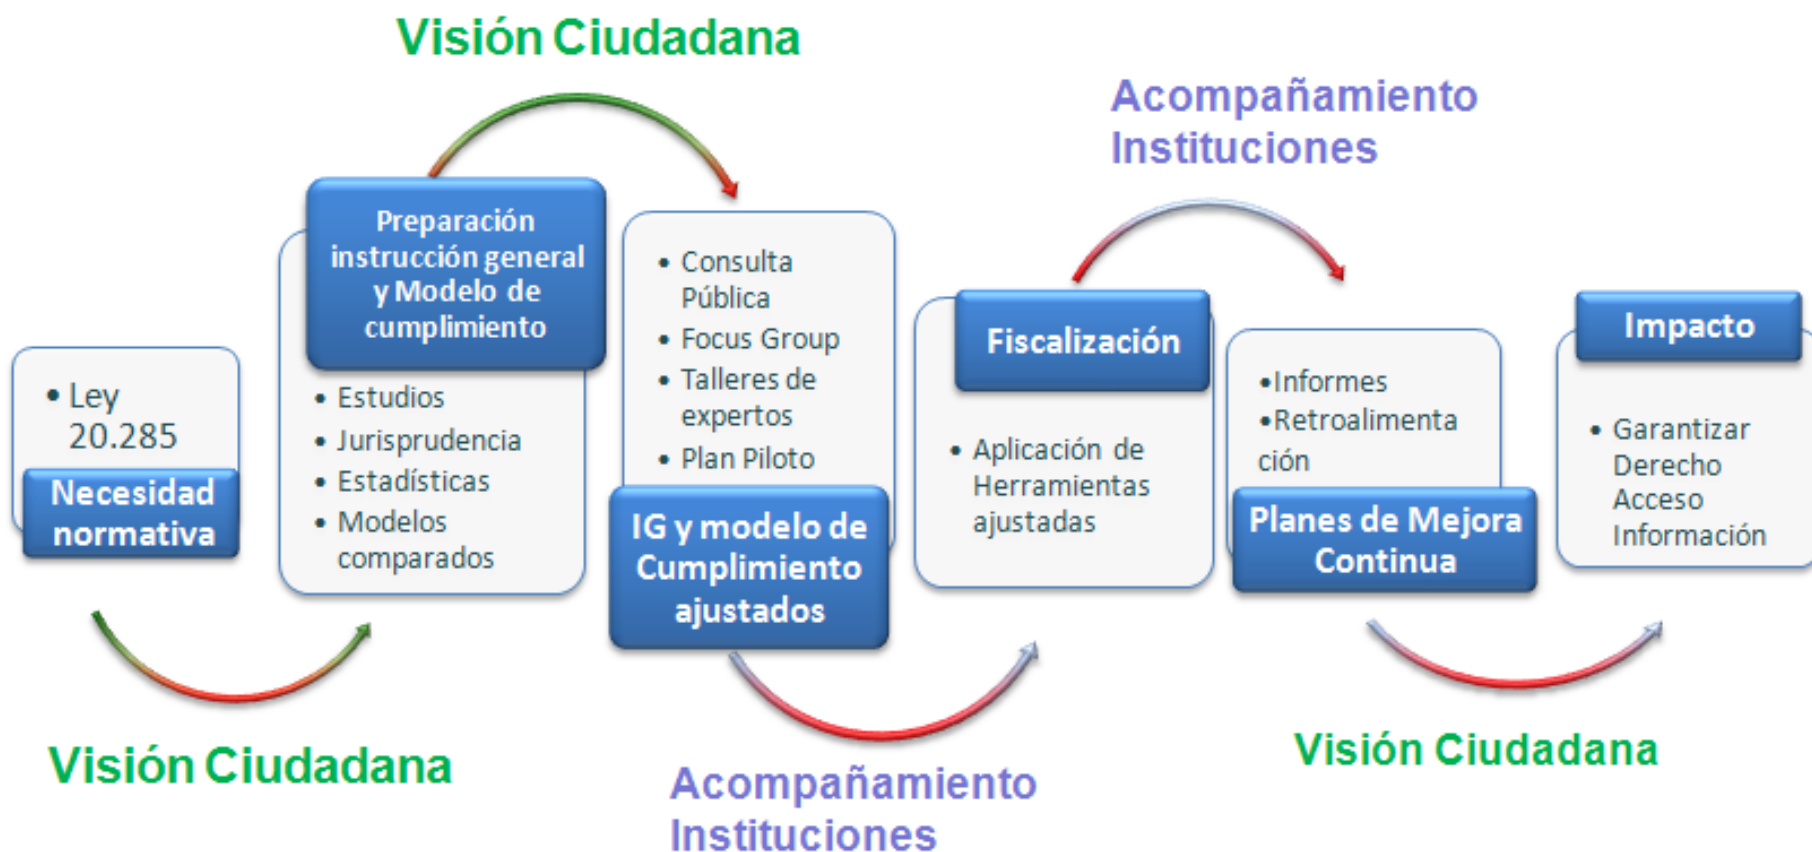 Visión Ciudadana
Acompañamiento
Instituciones
• Ley
20.285
Necesidad
normativa
Preparación
instrucción general
y Modelo de
cumplimiento
• Estudios
• Jurisprudencia
• Estadísticas
• Modelos
comparados
• Consulta
Pública
• Focus Group
• Talleres de
expertos
• Plan Piloto
IG y modelo de
Cumplimiento
ajustados
Fiscalización
• Aplicación de
Herramientas
ajustadas
•Informes
•Retroalimenta
ción
Planes de Mejora
Continua
Impacto
• Garantizar
Derecho
Acceso
Información
Visión Ciudadana
Acompañamiento
Instituciones
Visión Ciudadana